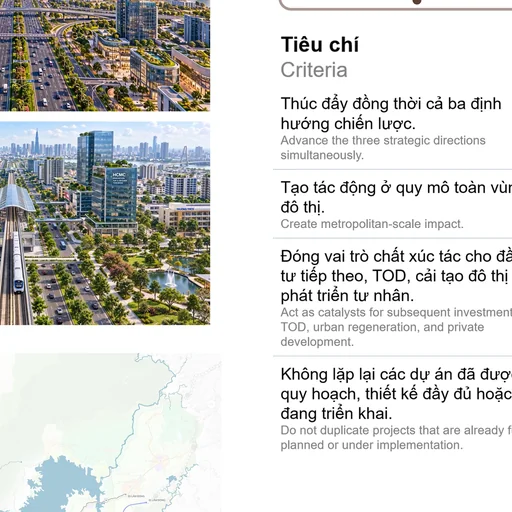 HCMC
Tiêu chí
Criteria
Thúc đẩy đồng thời cả ba định
hướng chiến lược.
Advance the three strategic directions
simultaneously.
Tạo tác động ở quy mô toàn
đô thị.
Create metropolitan-scale impact.
Đóng vai trò chất xúc tác cho
tư tiếp theo, TOD, cải tạo đô thị
phát triển tư nhân.
Act as catalysts for subsequent investment
TOD, urban regeneration, and private
development.
Không lặp lại các dự án đã
quy hoạch, thiết kế đầy đủ hoặc
đang triển khai.
Do not duplicate projects that are already
planned or under implementation.